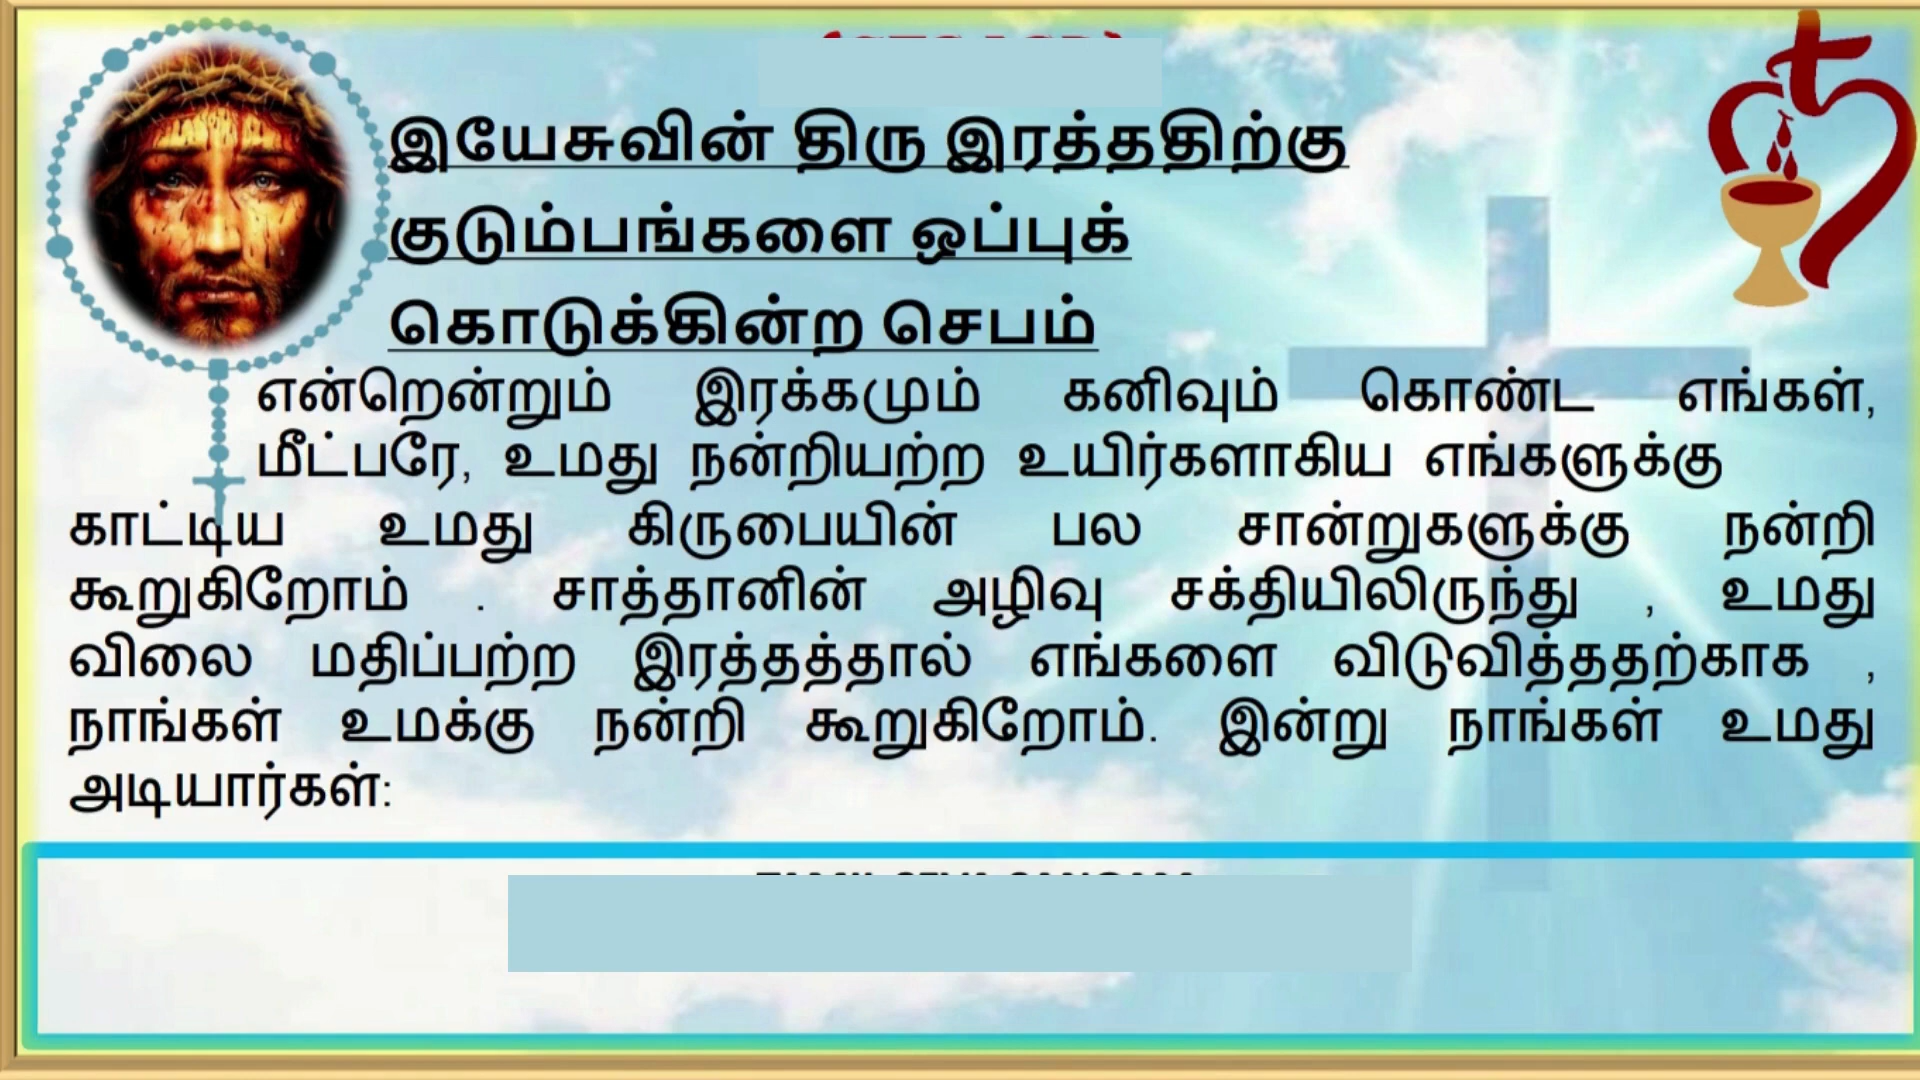 இயேசுவின் திரு இரத்ததிற்கு
குடும்பங்களை ஒப்புக்
கொடுக்கின்ற செபம்
என்றென்றும் இரக்கமும் கனிவும் கொண்ட எங்கள்,
மீட்பரே, உமது நன்றியற்ற உயிர்களாகிய எங்களுக்கு
காட்டிய உமது கிருபையின் பல சான்றுகளுக்கு நன்றி
கூறுகிறோம் . சாத்தானின் அழிவு சக்தியிலிருந்து , உமது
விலை மதிப்பற்ற இரத்தத்தால் எங்களை விடுவித்ததற்காக ,
நாங்கள் உமக்கு நன்றி கூறுகிறோம். இன்று நாங்கள் உமது
அடியார்கள்: